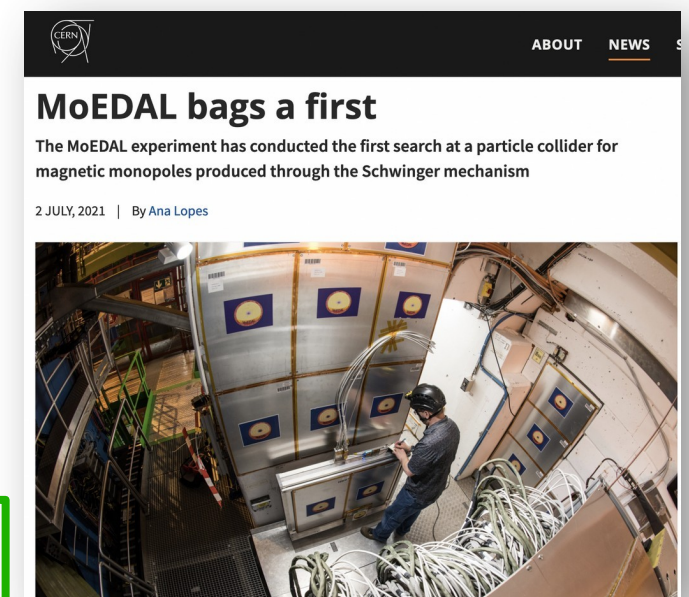 CERN
ABOUT NEWS S
MoEDAL bags a first
The MoEDAL experiment has conducted the first search at a particle collider for
magnetic monopoles produced through the Schwinger mechanism
2 JULY, 2021 | By Ana Lopes